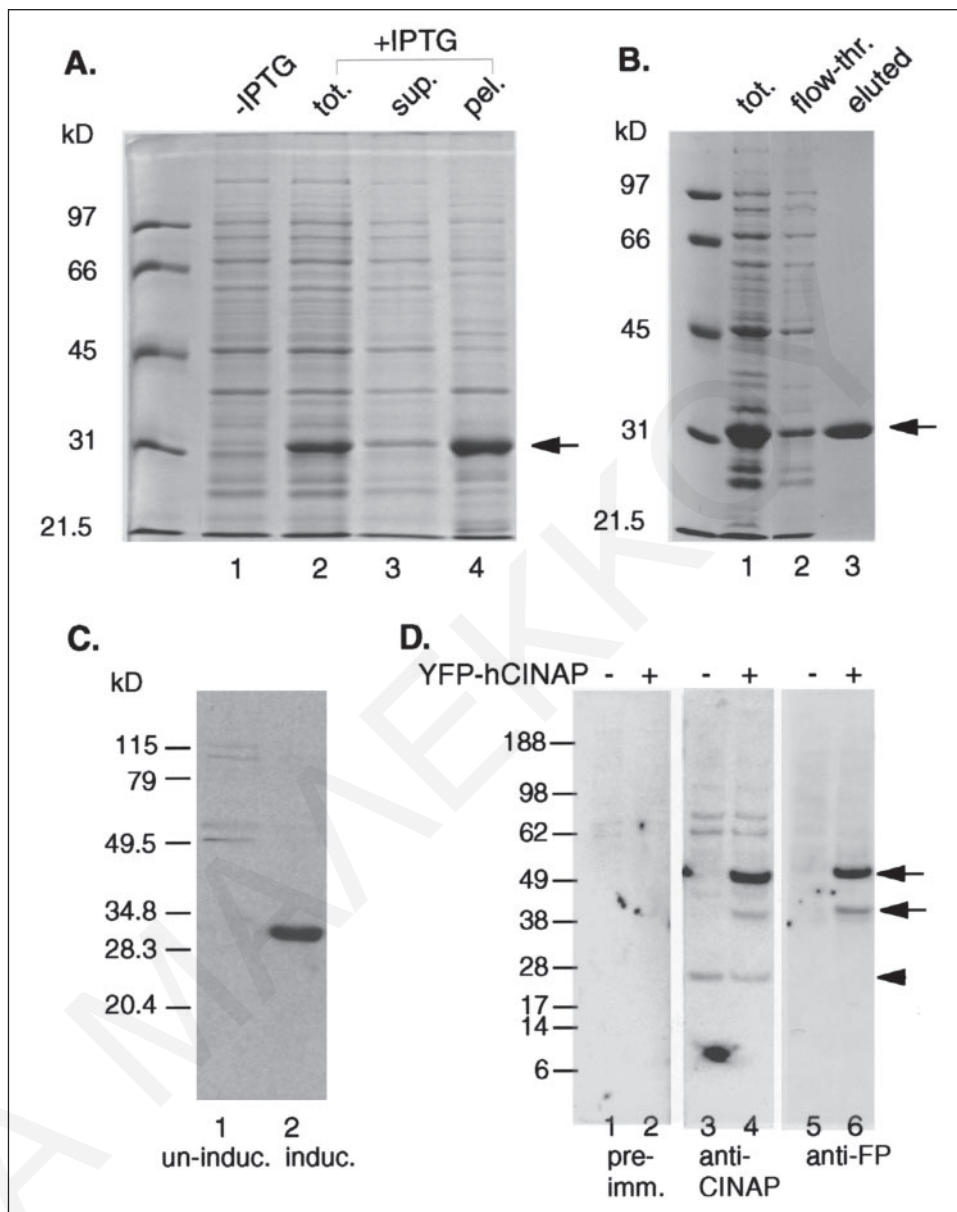 A.
+IPTG
-IPTG
tot.
sup.
pel.
kD
97
66
45
31
21.5
1 2 3 4
B.
tot.
flow-thr.
eluted
kD
97
66
45
31
21.5
1 2 3
C.
kD
115
79
49.5
34.8
28.3
20.4
1 2
un-induc. induc.
D.
YFP-hCINAP - + - + - +
188
98
62
49
38
28
17
14
6
1 2 3 4 5 6
pre-imm.
anti-CINAP
anti-FP